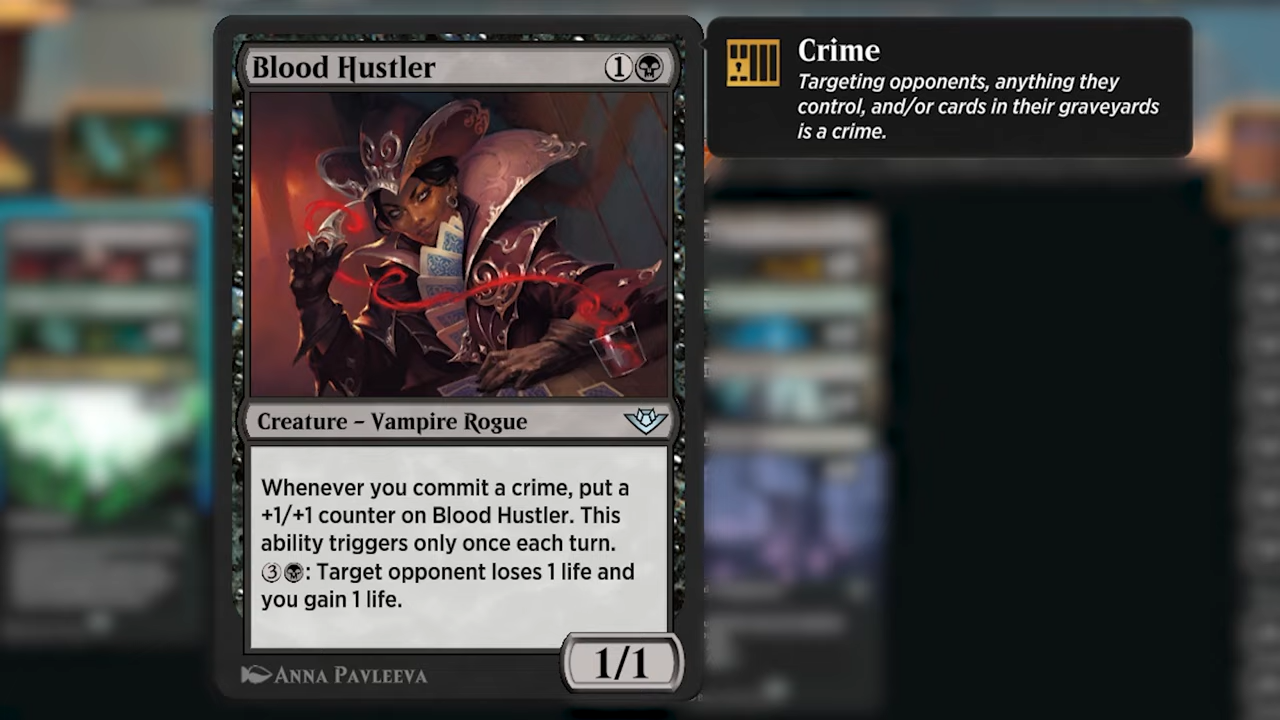 Blood Hustler
1
Crime
Targeting opponents, anything they
control, and/or cards in their graveyards
is a crime.
Creature – Vampire Rogue
Whenever you commit a crime, put a
+1/+1 counter on Blood Hustler. This
ability triggers only once each turn.
3: Target opponent loses 1 life and
you gain 1 life.
1/1
Anna Pavleeva